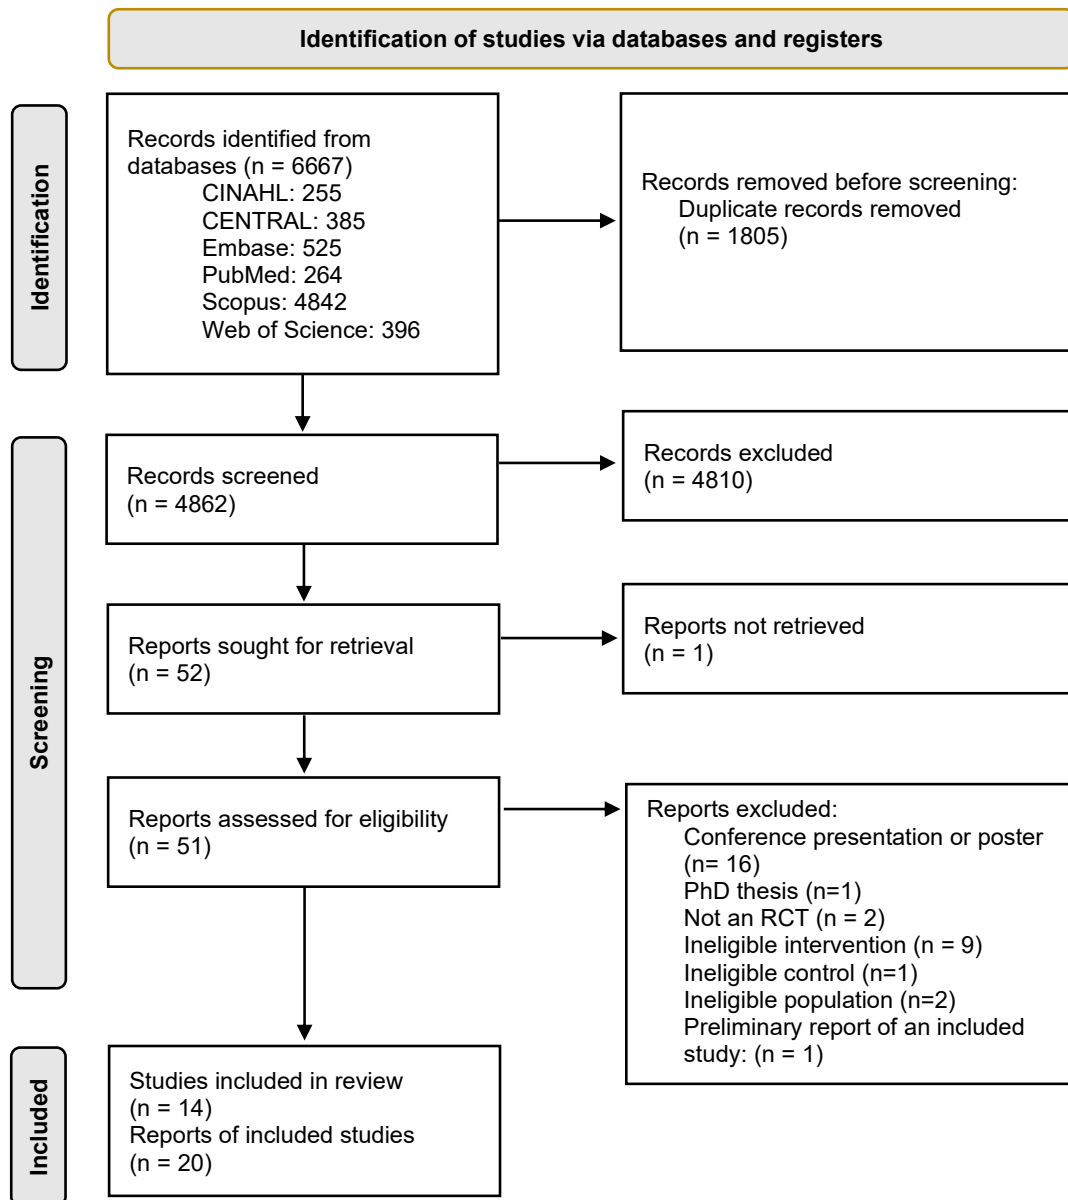 Identification of studies via databases and registers
Identification
Records identified from
databases (n = 6667)
CINAHL: 255
CENTRAL: 385
Embase: 525
PubMed: 264
Scopus: 4842
Web of Science: 396
Records removed before screening:
Duplicate records removed
(n = 1805)
Screening
Records screened
(n = 4862)
Records excluded
(n = 4810)
Reports sought for retrieval
(n = 52)
Reports not retrieved
(n = 1)
Reports assessed for eligibility
(n = 51)
Reports excluded:
Conference presentation or poster
(n= 16)
PhD thesis (n=1)
Not an RCT (n = 2)
Ineligible intervention (n = 9)
Ineligible control (n=1)
Ineligible population (n=2)
Preliminary report of an included
study: (n = 1)
Included
Studies included in review
(n = 14)
Reports of included studies
(n = 20)